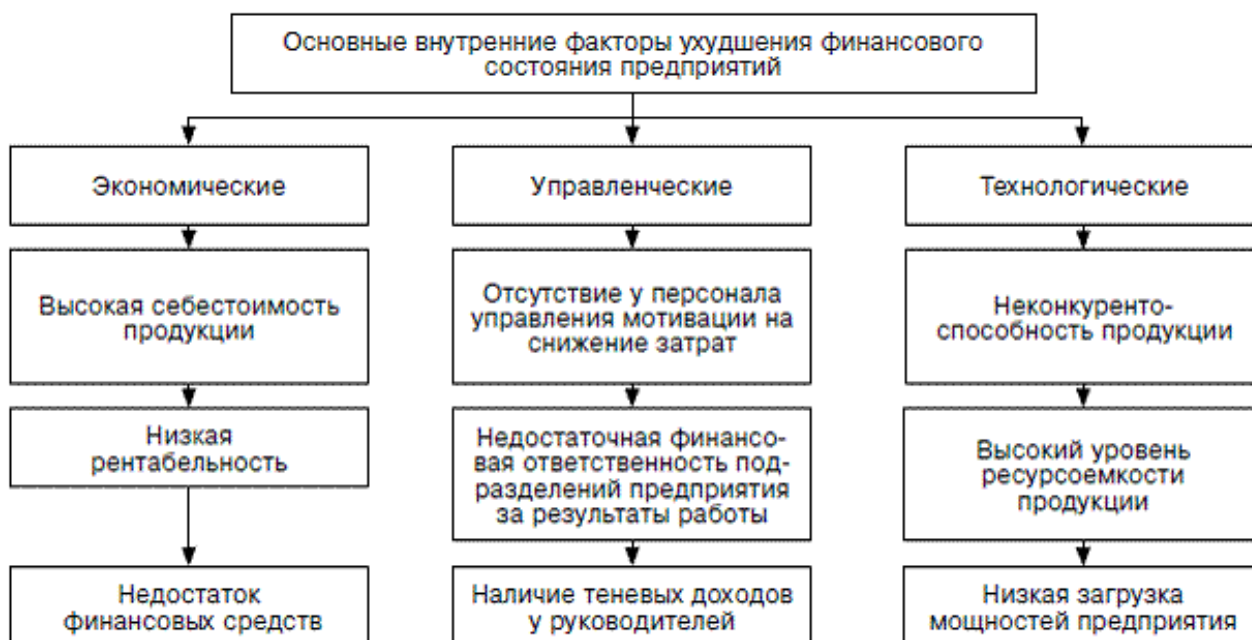 Основные внутренние факторы ухудшения финансового
состояния предприятий
Экономические
Управленческие
Технологические
Высокая себестоимость
продукции
Отсутствие у персонала
управления мотивации на
снижение затрат
Неконкуренто-
способность продукции
Низкая
рентабельность
Недостаточная финансо-
вая ответственность под-
разделений предприятия
за результаты работы
Высокий уровень
ресурсоемкости
продукции
Недостаток
финансовых средств
Наличие теневых доходов
у руководителей
Низкая загрузка
мощностей предприятия